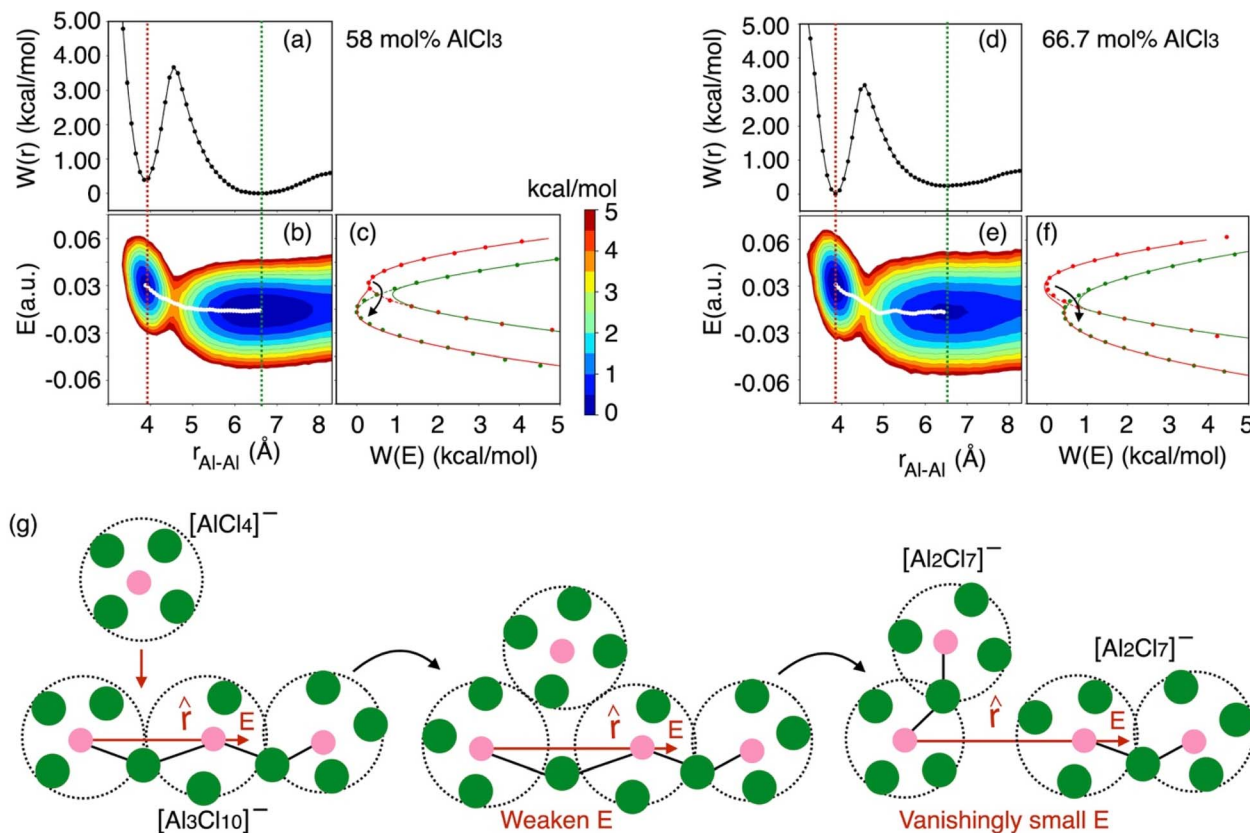 (a)
58 mol% AlCl3
W(r) (kcal/mol)
5.00
4.00
3.00
2.00
1.00
0
(b)
(c)
kcal/mol
5
4
3
2
1
0
E(a.u.)
0.06
0.03
-0.03
-0.06
4 5 6 7 8
0 1 2 3 4 5
rAl-Al (Å)
W(E) (kcal/mol)
(d)
66.7 mol% AlCl3
W(r) (kcal/mol)
5.00
4.00
3.00
2.00
1.00
0
(e)
(f)
E(a.u.)
0.06
0.03
-0.03
-0.06
3 4 5 6 7 8
0 1 2 3 4 5
rAl-Al (Å)
W(E) (kcal/mol)
(g)
[AlCl4]−
[Al2Cl7]−
[Al2Cl7]−
r̂ E
r̂ E
r̂ E
[Al3Cl10]−
Weaken E
Vanishingly small E